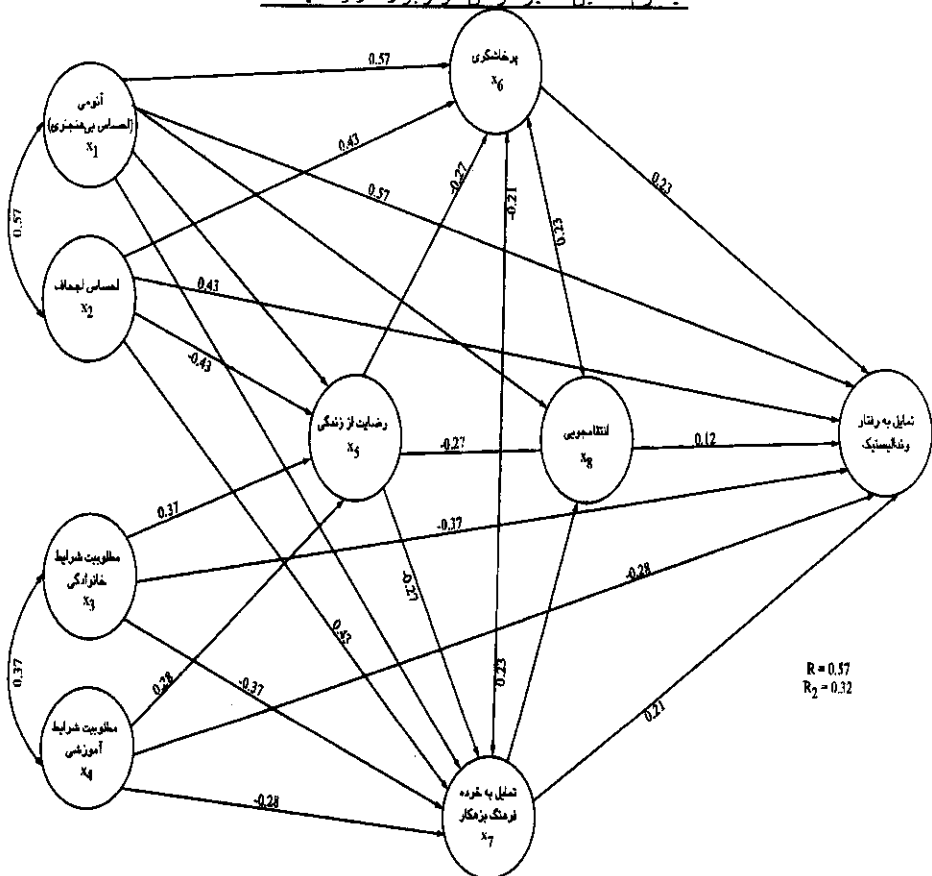 0.57
پرخاشگری
x6
آنومی
(احساس بی‌هنجاری)
x1
0.43
-0.27
-0.21
0.23
0.57
0.23
0.57
احساس اجحاف
x2
0.43
-0.43
رضایت از زندگی
x5
-0.27
انتقامجویی
x8
0.12
تمایل به رفتار
وندالیستیک
0.37
-0.37
مطلوبیت شرایط
خانوادگی
x3
-0.27
-0.28
0.43
0.37
0.28
-0.37
0.23
R = 0.57
R2 = 0.32
0.21
مطلوبیت شرایط
آموزشی
x4
-0.28
تمایل به خرده
فرهنگ بزهکار
x7